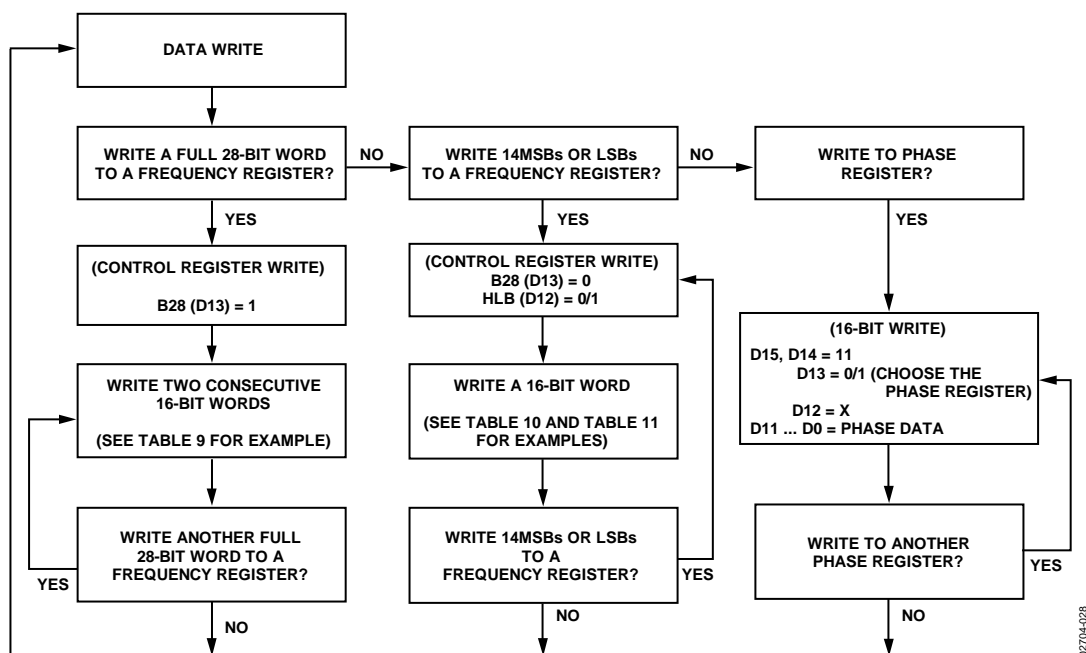 DATA WRITE
WRITE A FULL 28-BIT WORD
TO A FREQUENCY REGISTER?
NO
WRITE 14MSBs OR LSBs
TO A FREQUENCY REGISTER?
NO
WRITE TO PHASE
REGISTER?
YES
YES
YES
(CONTROL REGISTER WRITE)
B28 (D13) = 1
(CONTROL REGISTER WRITE)
B28 (D13) = 0
HLB (D12) = 0/1
(16-BIT WRITE)
D15, D14 = 11
D13 = 0/1 (CHOOSE THE
PHASE REGISTER)
D12 = X
D11 ... D0 = PHASE DATA
WRITE TWO CONSECUTIVE
16-BIT WORDS
(SEE TABLE 9 FOR EXAMPLE)
WRITE A 16-BIT WORD
(SEE TABLE 10 AND TABLE 11
FOR EXAMPLES)
WRITE ANOTHER FULL
28-BIT WORD TO A
FREQUENCY REGISTER?
YES
NO
WRITE 14MSBs OR LSBs
TO A
FREQUENCY REGISTER?
YES
NO
WRITE TO ANOTHER
PHASE REGISTER?
YES
NO
02704-028